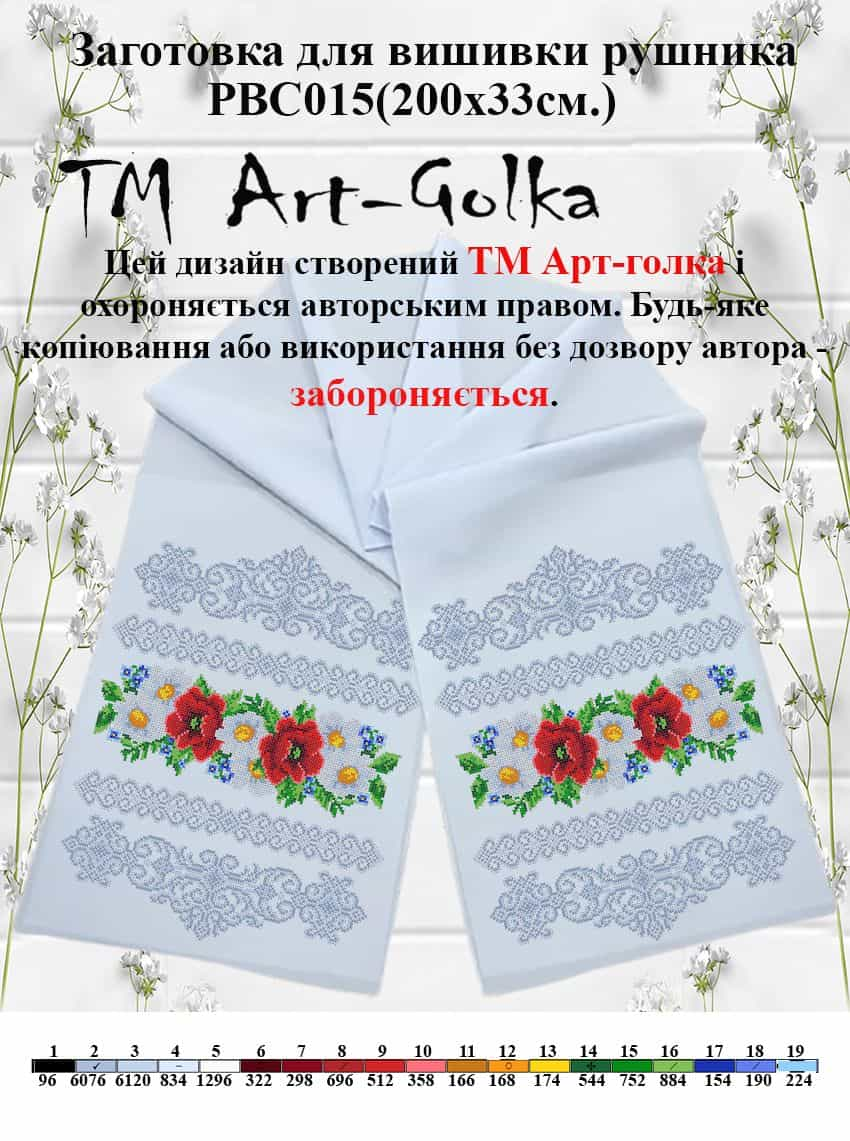 Заготовка для вишивки рушника
РВС015(200х33см.)
TM Art-Golka
Цей дизайн створений ТМ Арт-голка і
охороняється авторським правом. Будь-яке
копіювання або використання без дозвору автора -
забороняється.
1 2 3 4 5 6 7 8 9 10 11 12 13 14 15 16 17 18 19
96 6076 6120 834 1296 322 298 696 512 358 166 168 174 544 752 884 154 190 224